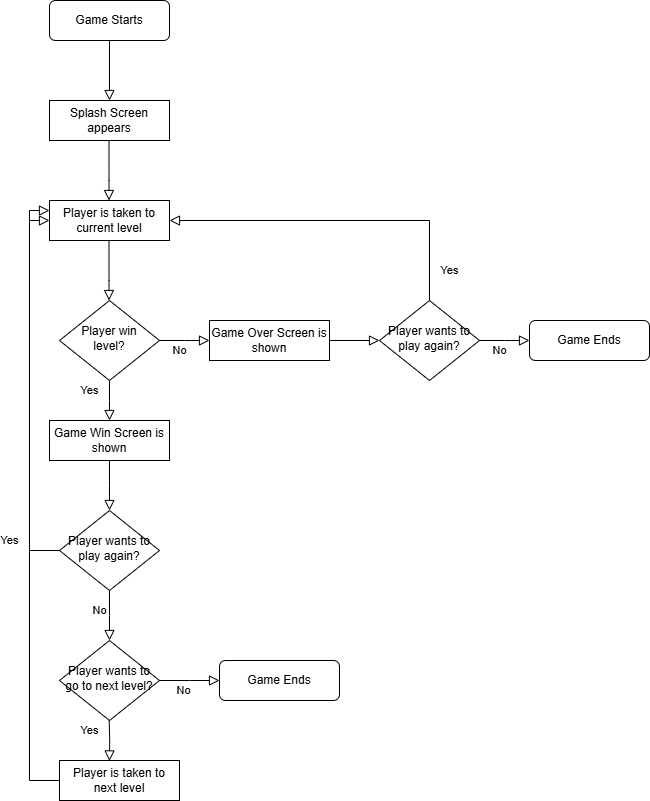 Game Starts
Splash Screen
appears
Player is taken to
current level
Yes
Player win
level?
No
Game Over Screen is
shown
Player wants to
play again?
No
Game Ends
Yes
Game Win Screen is
shown
Yes
Player wants to
play again?
No
Player wants to
go to next level?
No
Game Ends
Yes
Player is taken to
next level